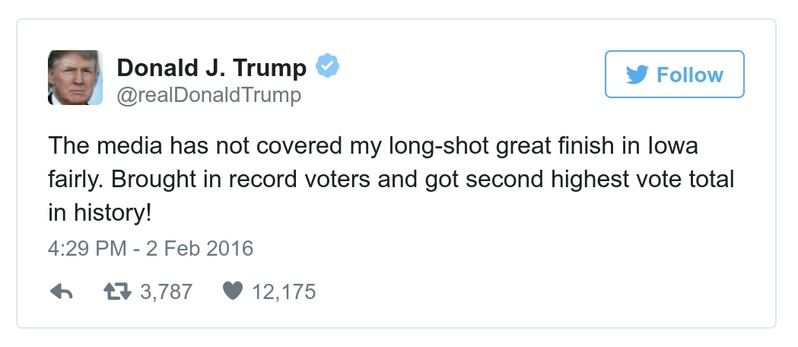 Donald J. Trump
@realDonaldTrump
Follow
The media has not covered my long-shot great finish in Iowa
fairly. Brought in record voters and got second highest vote total
in history!
4:29 PM - 2 Feb 2016
3,787 12,175